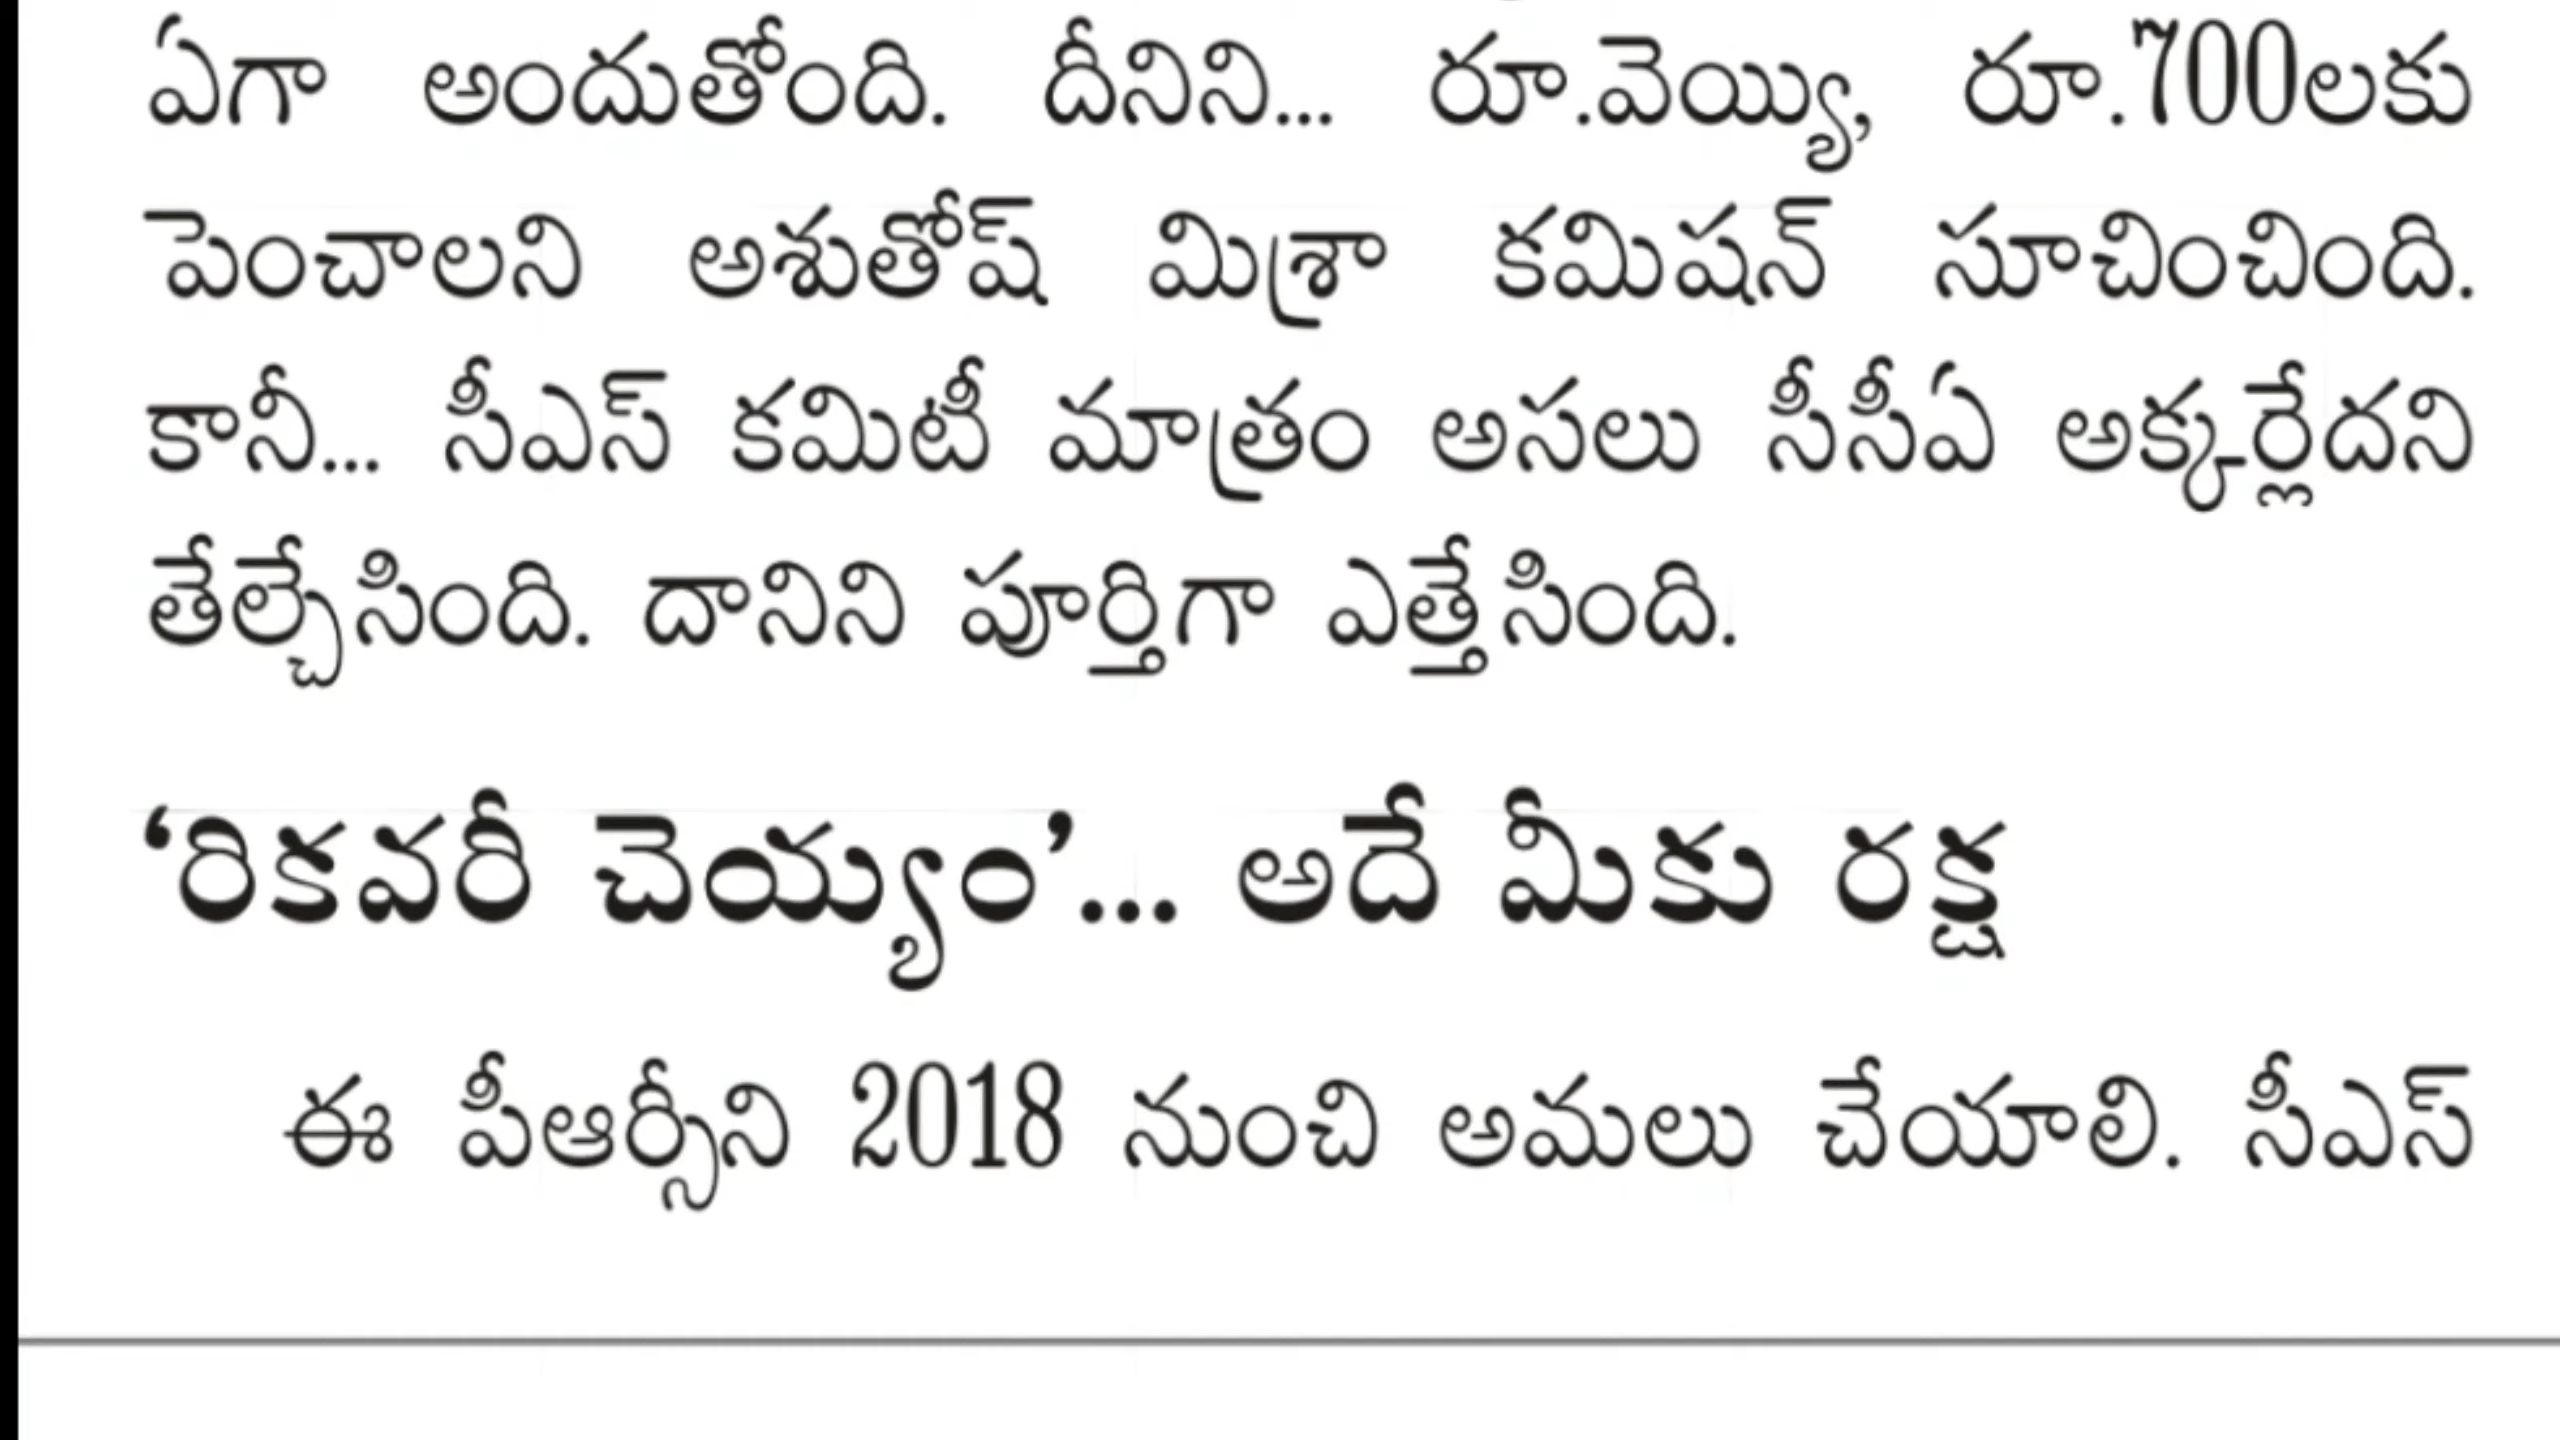 ఏగా అందుతోంది. దీనిని... రూ.వెయ్యి, రూ.700లకు
పెంచాలని అశుతోష్ మిశ్రా కమిషన్ సూచించింది.
కానీ... సీఎస్ కమిటీ మాత్రం అసలు సీసీఏ అక్కర్లేదని
తేల్చేసింది. దానిని పూర్తిగా ఎత్తేసింది.
‘రికవరీ చెయ్యం’... అదే మీకు రక్ష
ఈ పీఆర్సీని 2018 నుంచి అమలు చేయాలి. సీఎస్